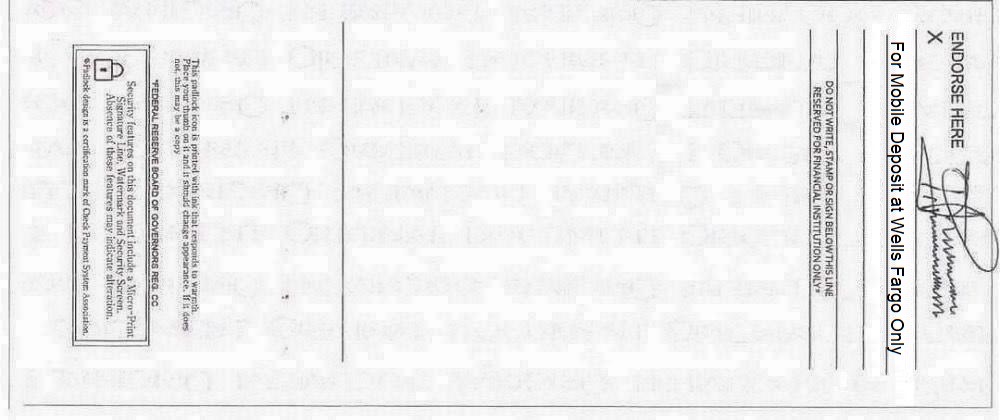 ENDORSE HERE
X
For Mobile Deposit at Wells Fargo Only
DO NOT WRITE, STAMP OR SIGN BELOW THIS LINE
RESERVED FOR FINANCIAL INSTITUTION ONLY*
This padlock icon is printed with ink that responds to warmth.
Place your thumb on it and it should change appearance. If it does
not, this may be a copy
*FEDERAL RESERVE BOARD OF GOVERNORS REG. CC
Security features on this document include a Micro-Print
Signature Line, Watermark and Security Screen.
Absence of these features may indicate alteration.
Padlock design is a certification mark of Check Payment Systems Association.